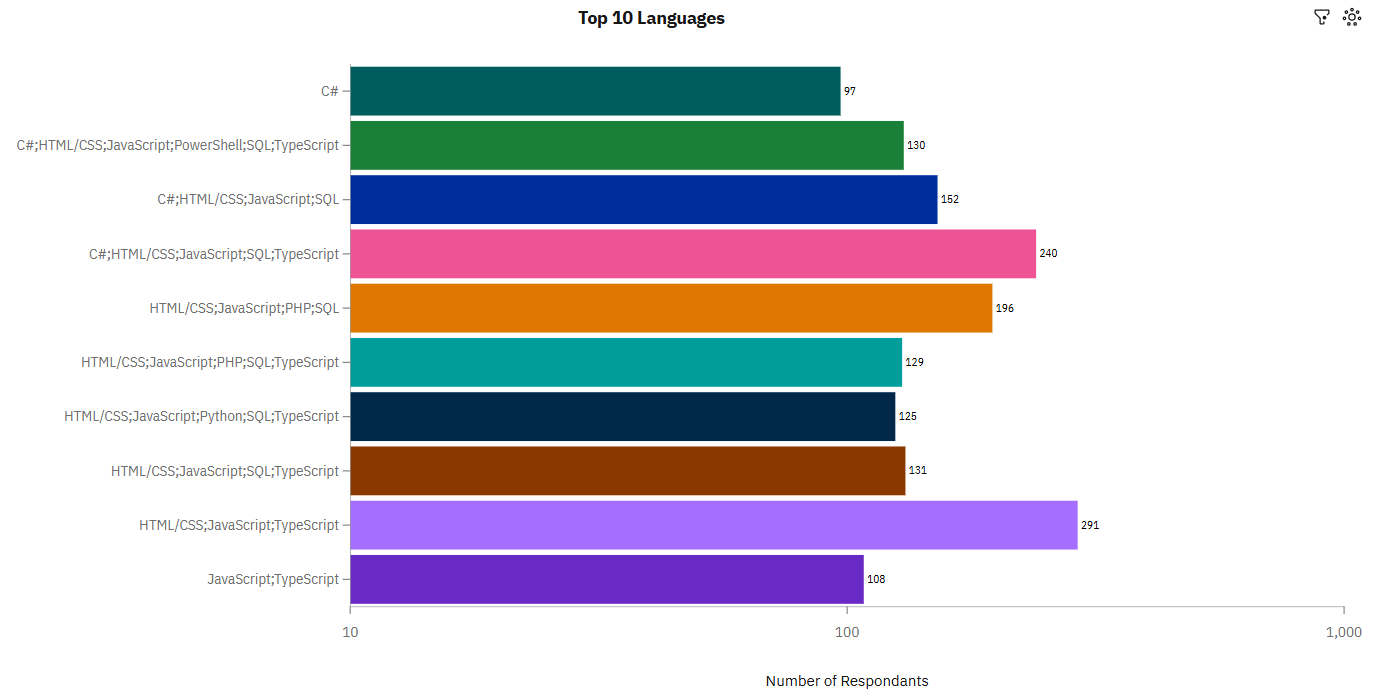 Top 10 Languages
C#
97
C#;HTML/CSS;JavaScript;PowerShell;SQL;TypeScript
130
C#;HTML/CSS;JavaScript;SQL
152
C#;HTML/CSS;JavaScript;SQL;TypeScript
240
HTML/CSS;JavaScript;PHP;SQL
196
HTML/CSS;JavaScript;PHP;SQL;TypeScript
129
HTML/CSS;JavaScript;Python;SQL;TypeScript
125
HTML/CSS;JavaScript;SQL;TypeScript
131
HTML/CSS;JavaScript;TypeScript
291
JavaScript;TypeScript
108
10
100
1,000
Number of Respondants